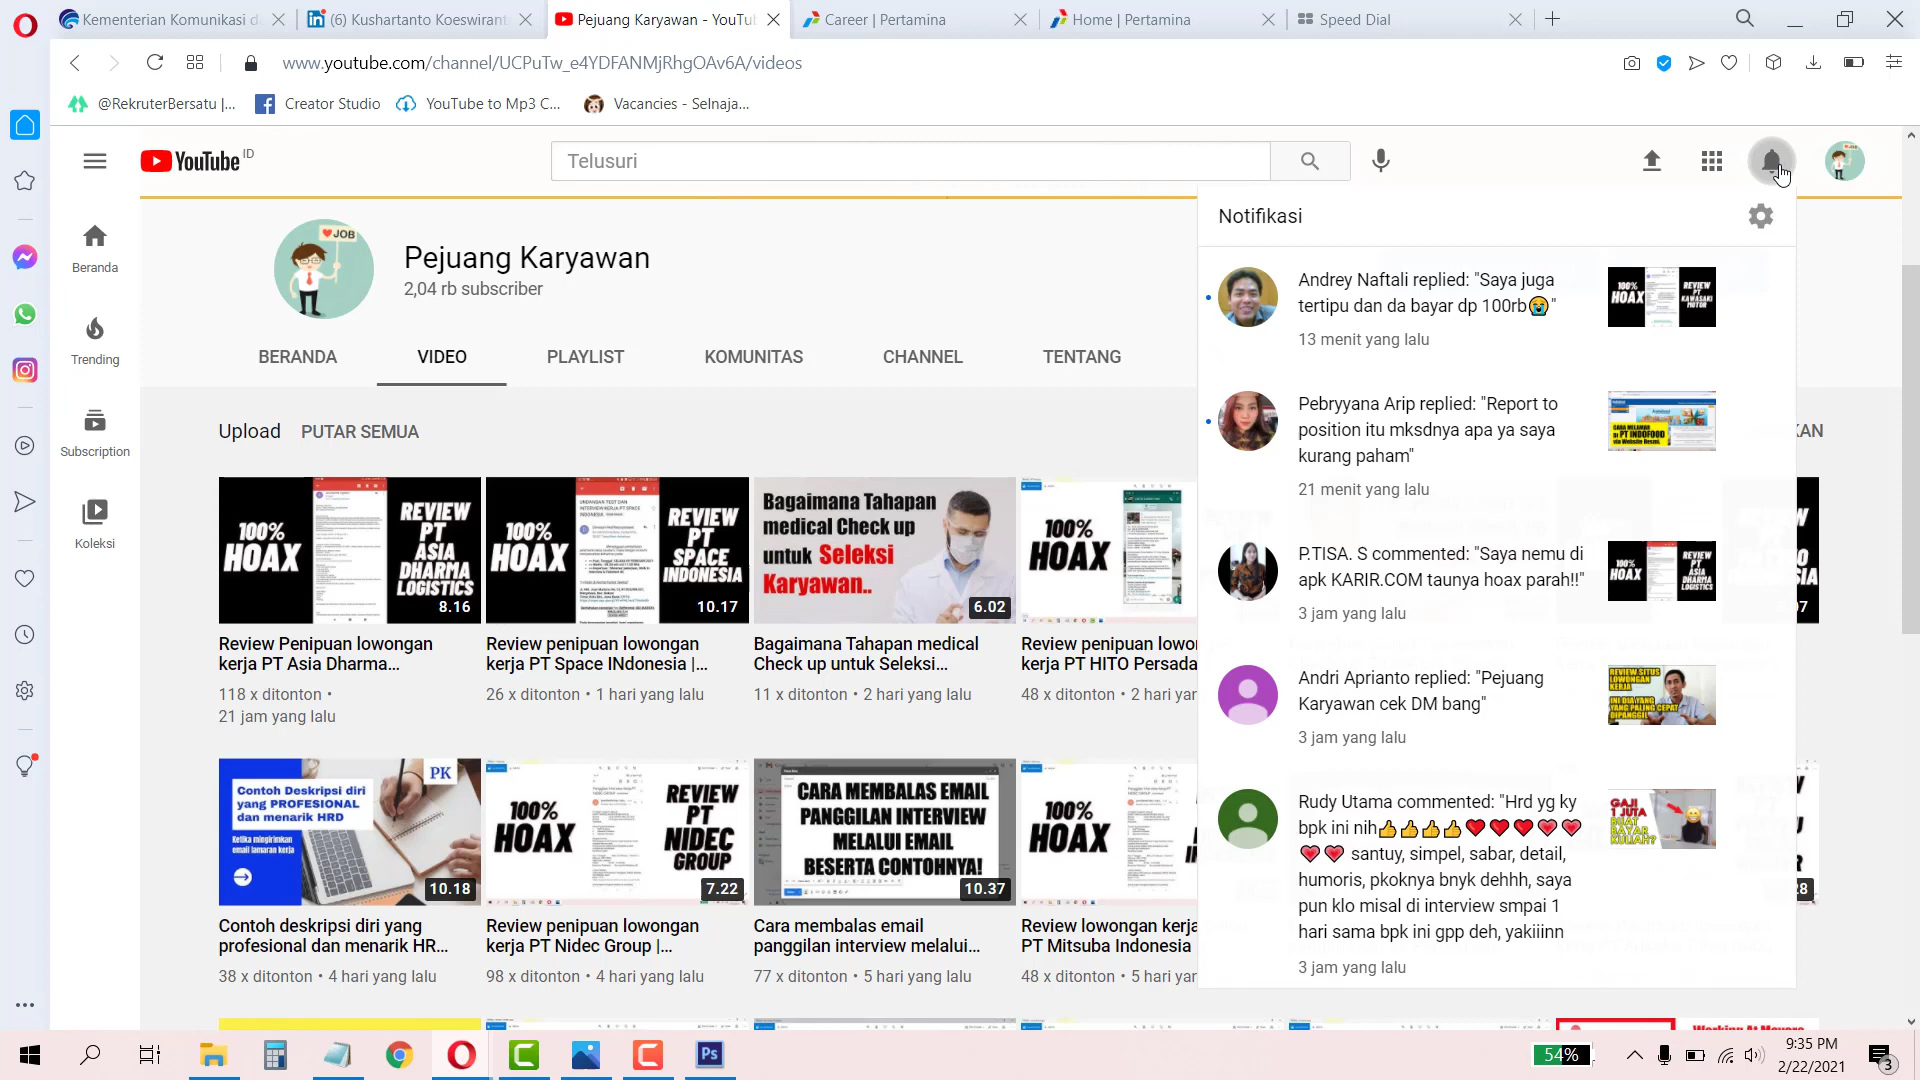 Kementerian Komunikasi d
(6) Kushartanto Koeswirant
Pejuang Karyawan - YouTu
Career | Pertamina
Home | Pertamina
Speed Dial
www.youtube.com/channel/UCPuTw_e4YDFANMjRhgOAv6A/videos
@RekruterBersatu |...
Creator Studio
YouTube to Mp3 C...
Vacancies - Selnaja...
YouTube ID
Telusuri
Beranda
Trending
Subscription
Koleksi
JOB
Pejuang Karyawan
2,04 rb subscriber
BERANDA
VIDEO
PLAYLIST
KOMUNITAS
CHANNEL
TENTANG
Upload
PUTAR SEMUA
KAN
100%
HOAX
REVIEW
PT
ASIA
DHARMA
LOGISTICS
8.16
Review Penipuan lowongan
kerja PT Asia Dharma...
118 x ditonton •
21 jam yang lalu
100%
HOAX
REVIEW
PT
SPACE
INDONESIA
10.17
Review penipuan lowongan
kerja PT Space INdonesia |...
26 x ditonton • 1 hari yang lalu
Bagaimana Tahapan
medical Check up
untuk Seleksi
Karyawan..
6.02
Bagaimana Tahapan medical
Check up untuk Seleksi...
11 x ditonton • 2 hari yang lalu
100%
HOAX
Review penipuan lowon
kerja PT HITO Persada
48 x ditonton • 2 hari yan
Contoh Deskripsi diri
yang PROFESIONAL
dan menarik HRD
Ketika mengirimkan
email lamaran kerja
PK
10.18
Contoh deskripsi diri yang
profesional dan menarik HR...
38 x ditonton • 4 hari yang lalu
100%
HOAX
REVIEW
PT
NIDEC
GROUP
7.22
Review penipuan lowongan
kerja PT Nidec Group |...
98 x ditonton • 4 hari yang lalu
CARA MEMBALAS EMAIL
PANGGILAN INTERVIEW
MELALUI EMAIL
BESERTA CONTOHNYA!
10.37
Cara membalas email
panggilan interview melalui...
77 x ditonton • 5 hari yang lalu
100%
HOAX
Review lowongan kerja
PT Mitsuba Indonesia
48 x ditonton • 5 hari yan
Notifikasi
Andrey Naftali replied: "Saya juga
tertipu dan da bayar dp 100rb😭"
13 menit yang lalu
100%
HOAX
REVIEW
PT
KAWASAKI
MOTOR
Pebryyana Arip replied: "Report to
position itu mksdnya apa ya saya
kurang paham"
21 menit yang lalu
CARA MELAMAR
DI PT INDOFOOD
via Website Resmi.
P.TISA. S commented: "Saya nemu di
apk KARIR.COM taunya hoax parah!!"
3 jam yang lalu
100%
HOAX
REVIEW
PT
ASIA
DHARMA
LOGISTICS
Andri Aprianto replied: "Pejuang
Karyawan cek DM bang"
3 jam yang lalu
REVIEW SITUS
LOWONGAN
KERJA
INI DIA YANG
YANG PALING CEPAT
DIPANGGIL
Rudy Utama commented: "Hrd yg ky
bpk ini nih👍👍👍👍❤❤❤💗💗
💗💗 santuy, simpel, sabar, detail,
humoris, pkoknya bnyk dehhh, saya
pun klo misal di interview smpai 1
hari sama bpk ini gpp deh, yakiiinn
3 jam yang lalu
GAJI
1 JUTA
BUAT
BAYAR
KULIAH?
54%
9:35 PM
2/22/2021
3